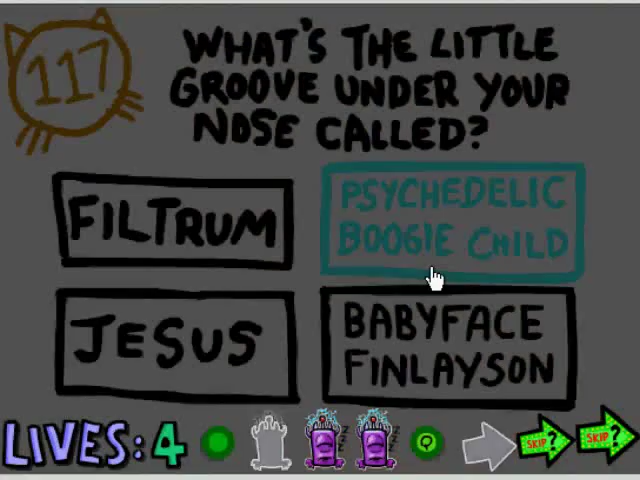 117
WHAT'S THE LITTLE
GROOVE UNDER YOUR
NOSE CALLED?
FILTRUM
PSYCHEDELIC
BOOGIE CHILD
JESUS
BABYFACE
FINLAYSON
LIVES: 4
SKIP?
SKIP?